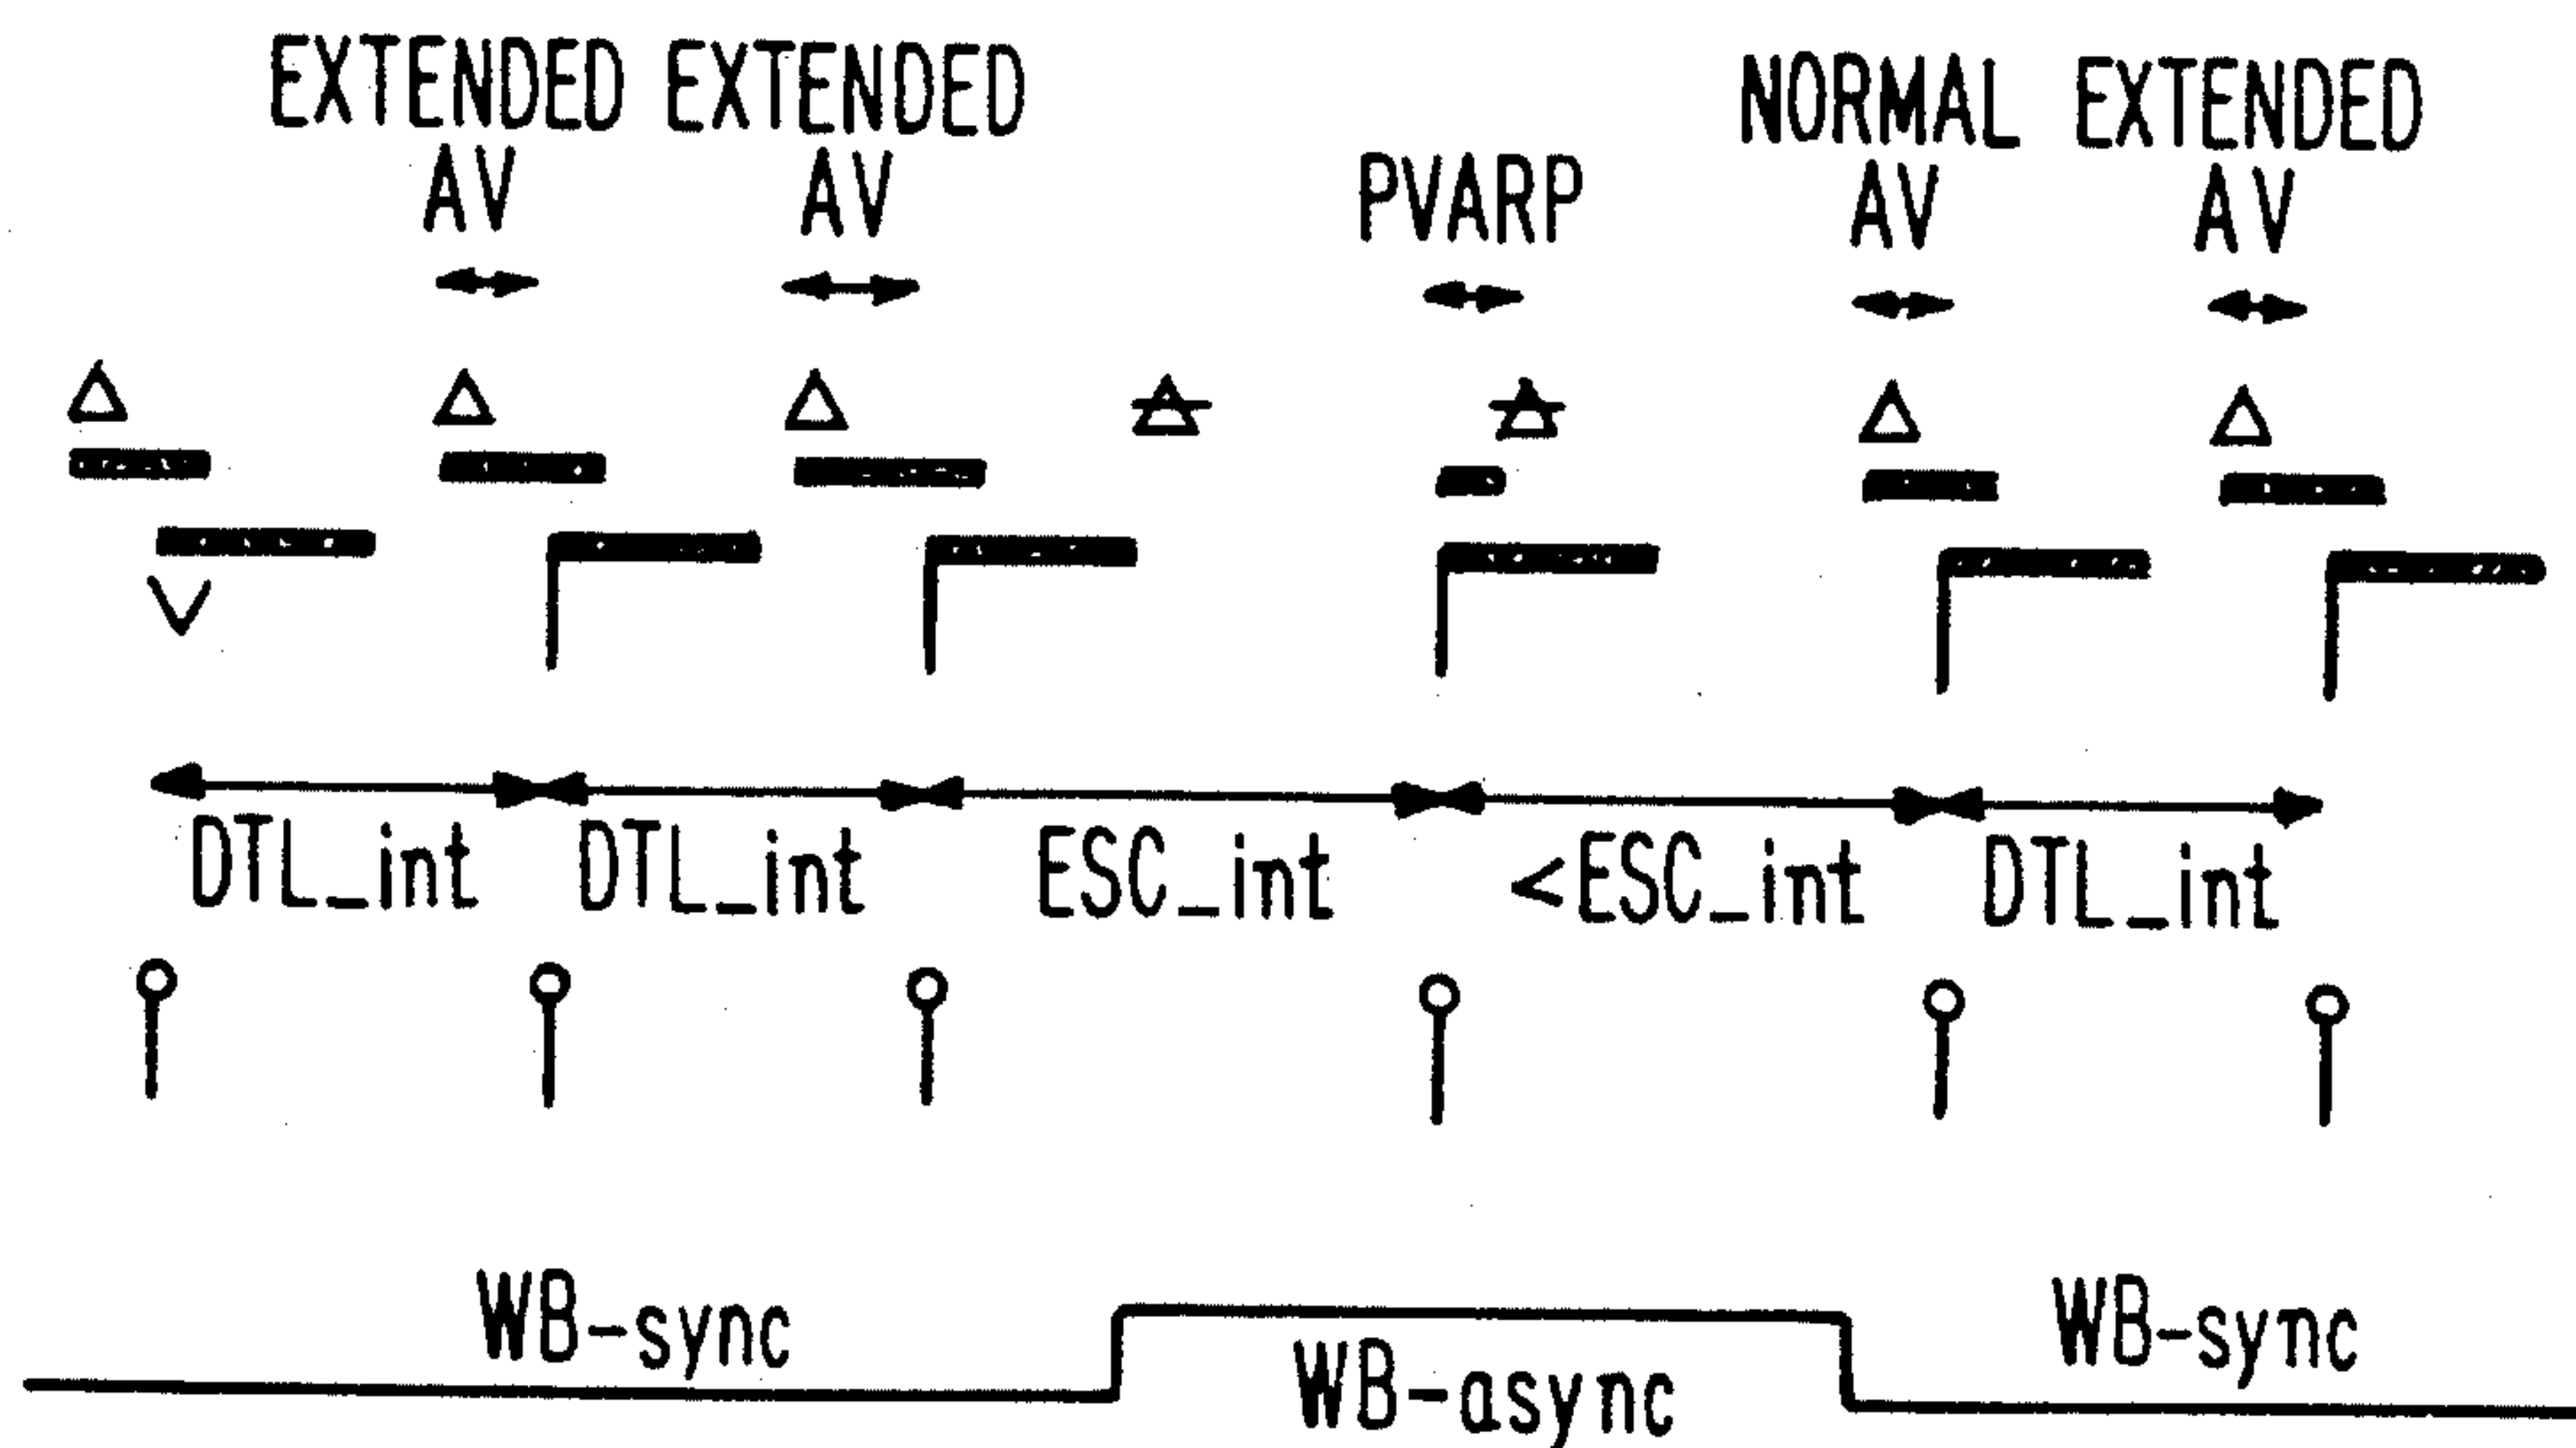 EXTENDED EXTENDED NORMAL EXTENDED
AV AV PVARP AV AV
DTL_int DTL_int ESC_int <ESC_int DTL_int
WB-sync WB-async WB-sync